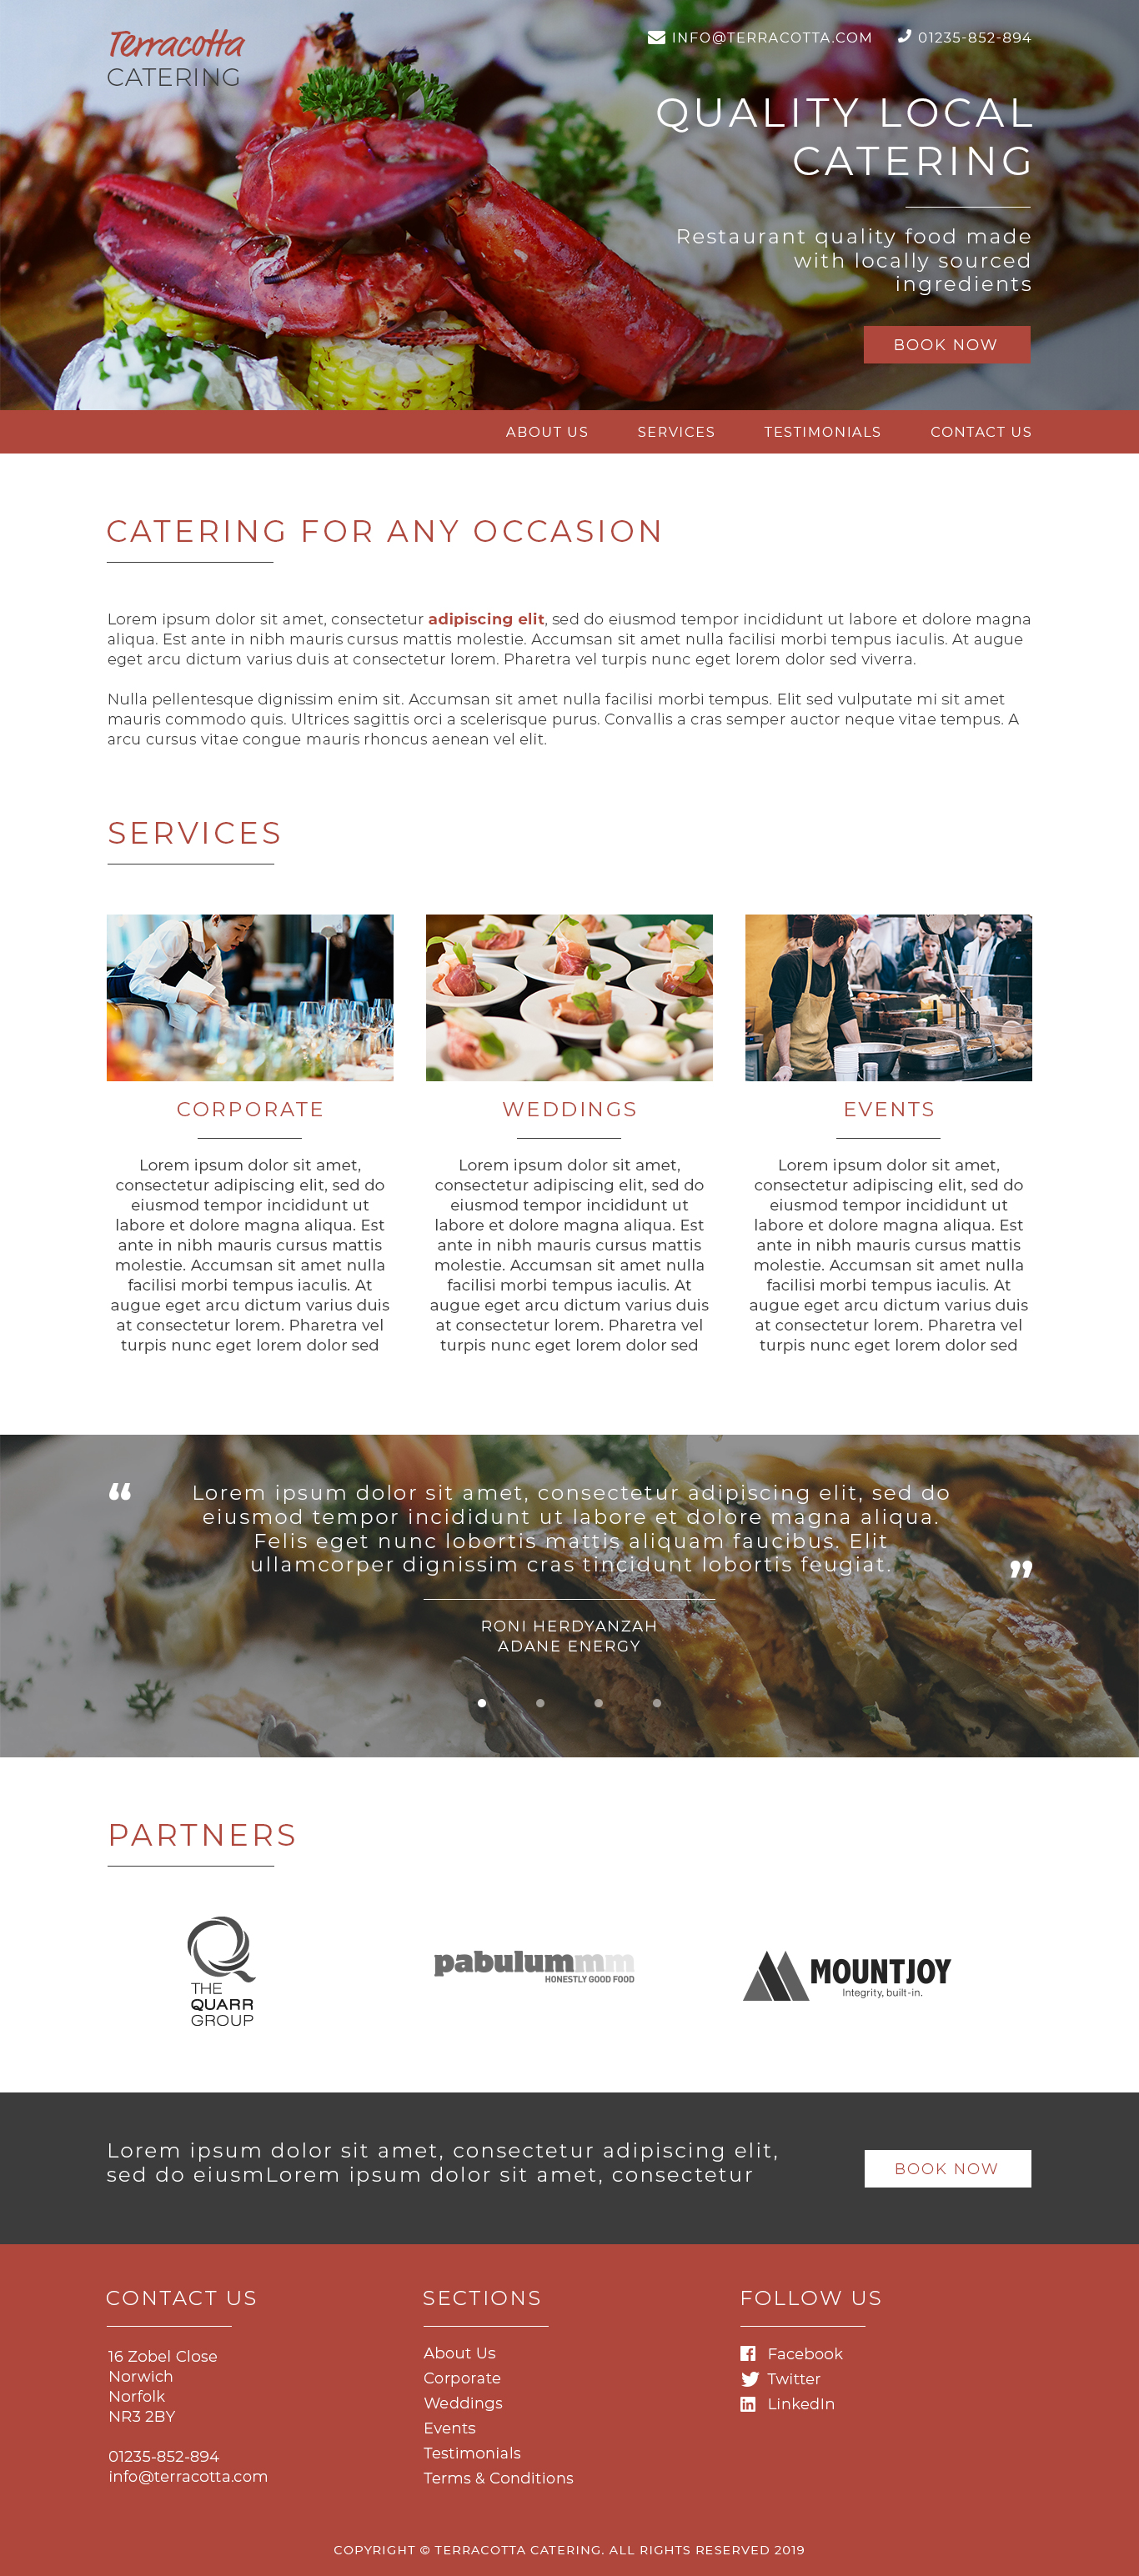 Terracotta
CATERING
INFO@TERRACOTTA.COM
01235-852-894
QUALITY LOCAL
CATERING
Restaurant quality food made
with locally sourced
ingredients
BOOK NOW
ABOUT US
SERVICES
TESTIMONIALS
CONTACT US
CATERING FOR ANY OCCASION
Lorem ipsum dolor sit amet, consectetur adipiscing elit, sed do eiusmod tempor incididunt ut labore et dolore magna
aliqua. Est ante in nibh mauris cursus mattis molestie. Accumsan sit amet nulla facilisi morbi tempus iaculis. At augue
eget arcu dictum varius duis at consectetur lorem. Pharetra vel turpis nunc eget lorem dolor sed viverra.
Nulla pellentesque dignissim enim sit. Accumsan sit amet nulla facilisi morbi tempus. Elit sed vulputate mi sit amet
mauris commodo quis. Ultrices sagittis orci a scelerisque purus. Convallis a cras semper auctor neque vitae tempus. A
arcu cursus vitae congue mauris rhoncus aenean vel elit.
SERVICES
CORPORATE
Lorem ipsum dolor sit amet,
consectetur adipiscing elit, sed do
eiusmod tempor incididunt ut
labore et dolore magna aliqua. Est
ante in nibh mauris cursus mattis
molestie. Accumsan sit amet nulla
facilisi morbi tempus iaculis. At
augue eget arcu dictum varius duis
at consectetur lorem. Pharetra vel
turpis nunc eget lorem dolor sed
WEDDINGS
Lorem ipsum dolor sit amet,
consectetur adipiscing elit, sed do
eiusmod tempor incididunt ut
labore et dolore magna aliqua. Est
ante in nibh mauris cursus mattis
molestie. Accumsan sit amet nulla
facilisi morbi tempus iaculis. At
augue eget arcu dictum varius duis
at consectetur lorem. Pharetra vel
turpis nunc eget lorem dolor sed
EVENTS
Lorem ipsum dolor sit amet,
consectetur adipiscing elit, sed do
eiusmod tempor incididunt ut
labore et dolore magna aliqua. Est
ante in nibh mauris cursus mattis
molestie. Accumsan sit amet nulla
facilisi morbi tempus iaculis. At
augue eget arcu dictum varius duis
at consectetur lorem. Pharetra vel
turpis nunc eget lorem dolor sed
“
Lorem ipsum dolor sit amet, consectetur adipiscing elit, sed do
eiusmod tempor incididunt ut labore et dolore magna aliqua.
Felis eget nunc lobortis mattis aliquam faucibus. Elit
ullamcorper dignissim cras tincidunt lobortis feugiat.
”
RONI HERDYANZAH
ADANE ENERGY
PARTNERS
THE
QUARR
GROUP
pabulummm
HONESTLY GOOD FOOD
MOUNTJOY
Integrity, built-in.
Lorem ipsum dolor sit amet, consectetur adipiscing elit,
sed do eiusmLorem ipsum dolor sit amet, consectetur
BOOK NOW
CONTACT US
16 Zobel Close
Norwich
Norfolk
NR3 2BY
01235-852-894
info@terracotta.com
SECTIONS
About Us
Corporate
Weddings
Events
Testimonials
Terms & Conditions
FOLLOW US
Facebook
Twitter
LinkedIn
COPYRIGHT © TERRACOTTA CATERING. ALL RIGHTS RESERVED 2019